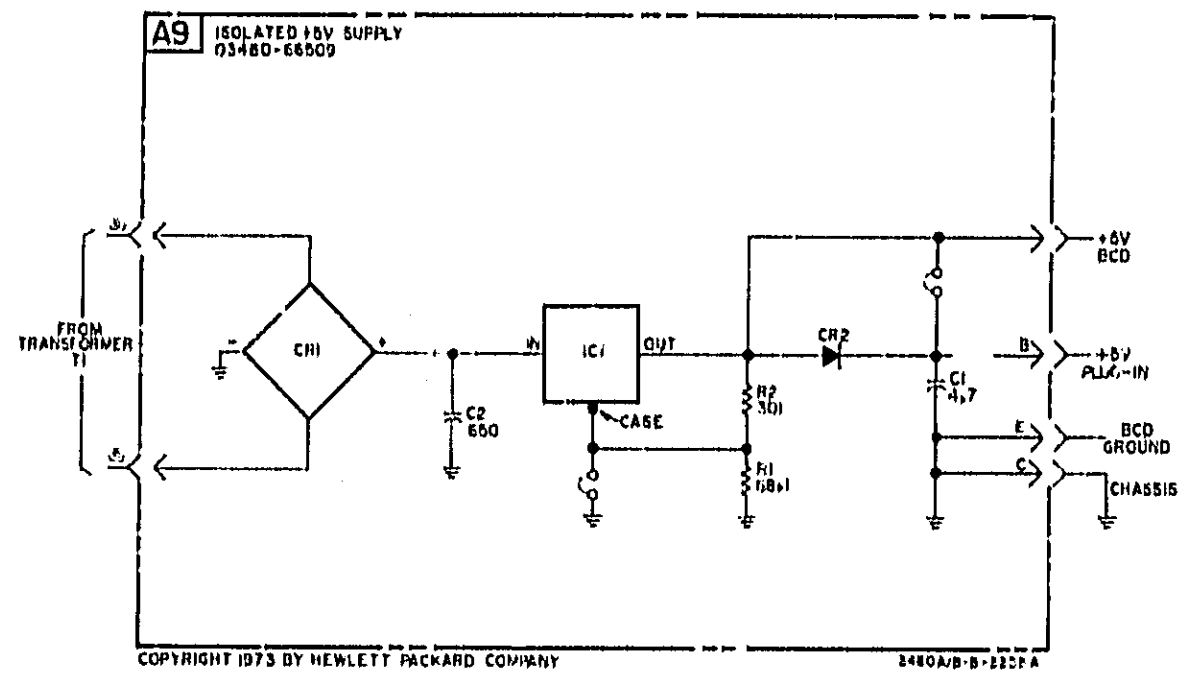 A9
ISOLATED +5V SUPPLY
03480-66509
FROM
TRANSFORMER
T1
CR1
-
+
C2
IN
IC1
OUT
CASE
R2
301
R1
68.1
CR2
C1
4.7
+5V
BCD
B
+5V
PLUG-IN
E
BCD
GROUND
C
CHASSIS
COPYRIGHT 1973 BY HEWLETT PACKARD COMPANY